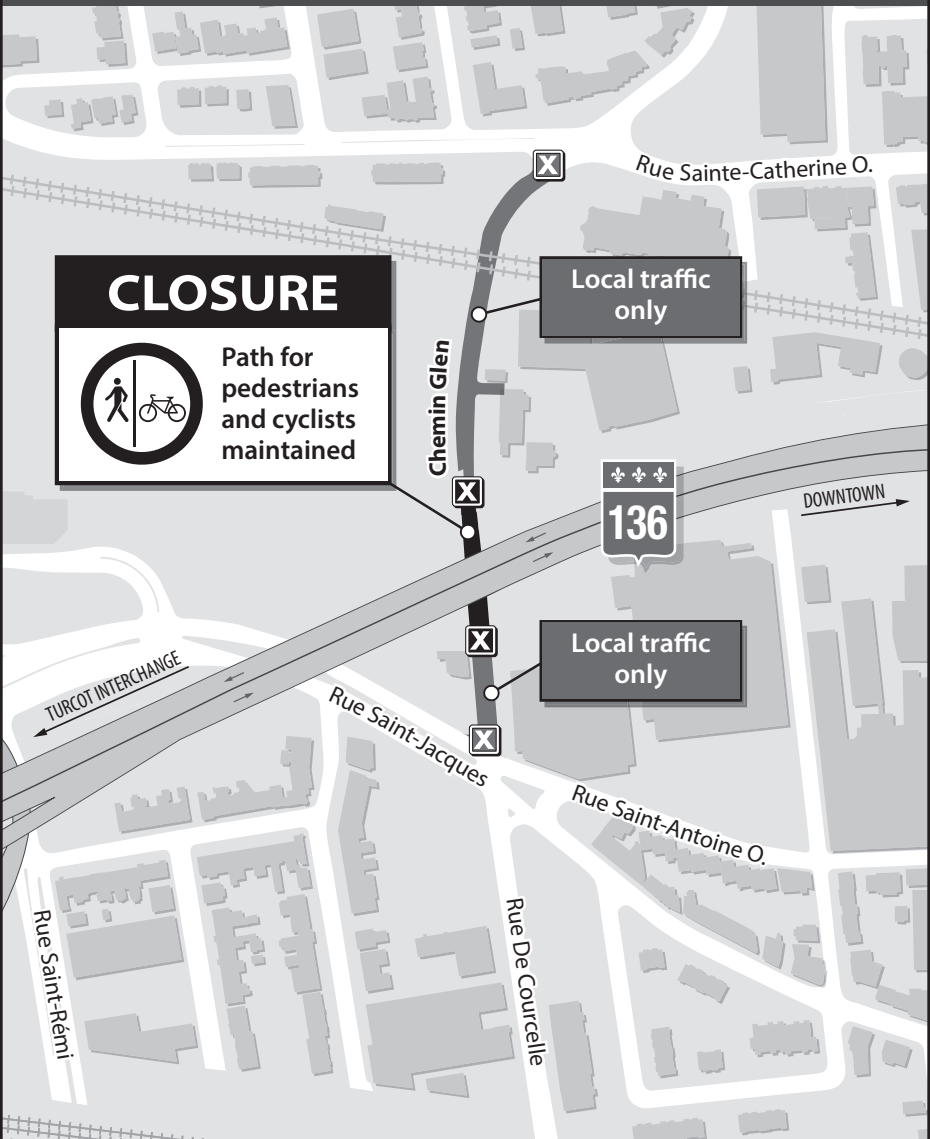 X
Rue Sainte-Catherine O.
CLOSURE
Path for
pedestrians
and cyclists
maintained
Local traffic
only
Chemin Glen
X
136
DOWNTOWN
X
Local traffic
only
TURCOT INTERCHANGE
Rue Saint-Jacques
X
Rue Saint-Antoine O.
Rue Saint-Rémi
Rue De Courcelle